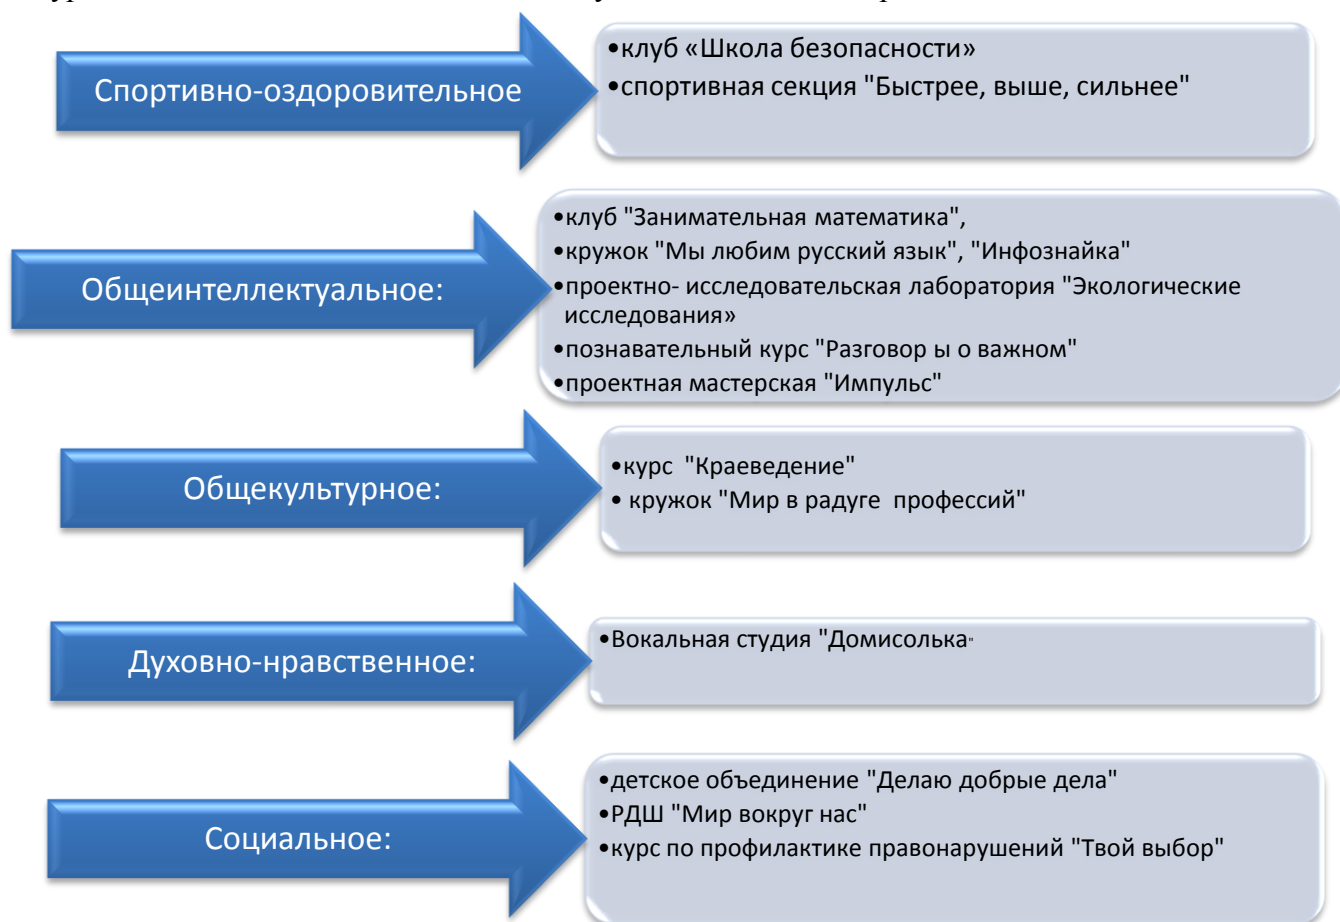 Спортивно-оздоровительное
•клуб «Школа безопасности»
•спортивная секция "Быстрее, выше, сильнее"
Общеинтеллектуальное:
•клуб "Занимательная математика",
•кружок "Мы любим русский язык", "Инфознайка"
•проектно- исследовательская лаборатория "Экологические
исследования»
•познавательный курс "Разговор ы о важном"
•проектная мастерская "Импульс"
Общекультурное:
•курс "Краеведение"
• кружок "Мир в радуге профессий"
Духовно-нравственное:
•Вокальная студия "Домисолька"
Социальное:
•детское объединение "Делаю добрые дела"
•РДШ "Мир вокруг нас"
•курс по профилактике правонарушений "Твой выбор"